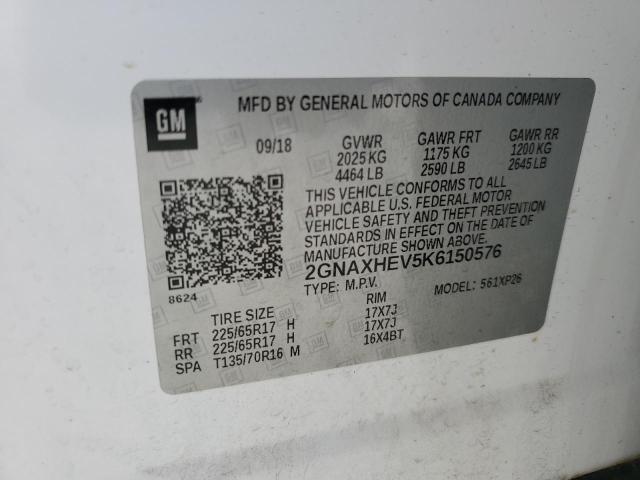 GM
MFD BY GENERAL MOTORS OF CANADA COMPANY
09/18 GVWR GAWR FRT GAWR RR
2025 KG 1175 KG 1200 KG
4464 LB 2590 LB 2645 LB
THIS VEHICLE CONFORMS TO ALL
APPLICABLE U.S. FEDERAL MOTOR
VEHICLE SAFETY AND THEFT PREVENTION
STANDARDS IN EFFECT ON THE DATE OF
MANUFACTURE SHOWN ABOVE.
2GNAXHEV5K6150576
TYPE: M.P.V. MODEL: 561XP26
8624
TIRE SIZE RIM
FRT 225/65R17 H 17X7J
RR 225/65R17 H 17X7J
SPA T135/70R16 M 16X4BT